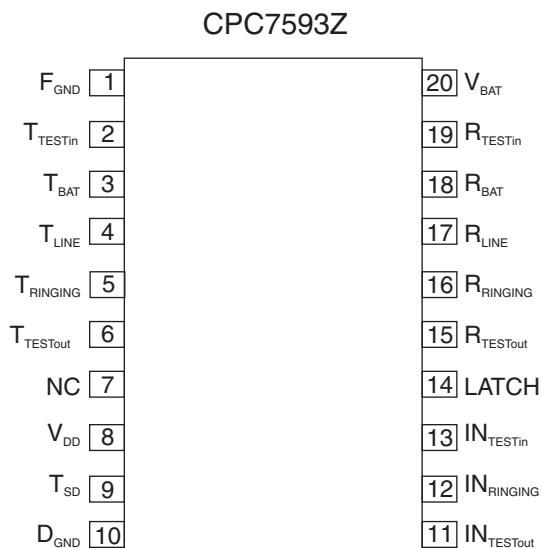 CPC7593Z
FGND 1
TTESTin 2
TBAT 3
TLINE 4
TRINGING 5
TTESTout 6
NC 7
VDD 8
TSD 9
DGND 10
20 VBAT
19 RTESTin
18 RBAT
17 RLINE
16 RRINGING
15 RTESTout
14 LATCH
13 INTESTin
12 INRINGING
11 INTESTout